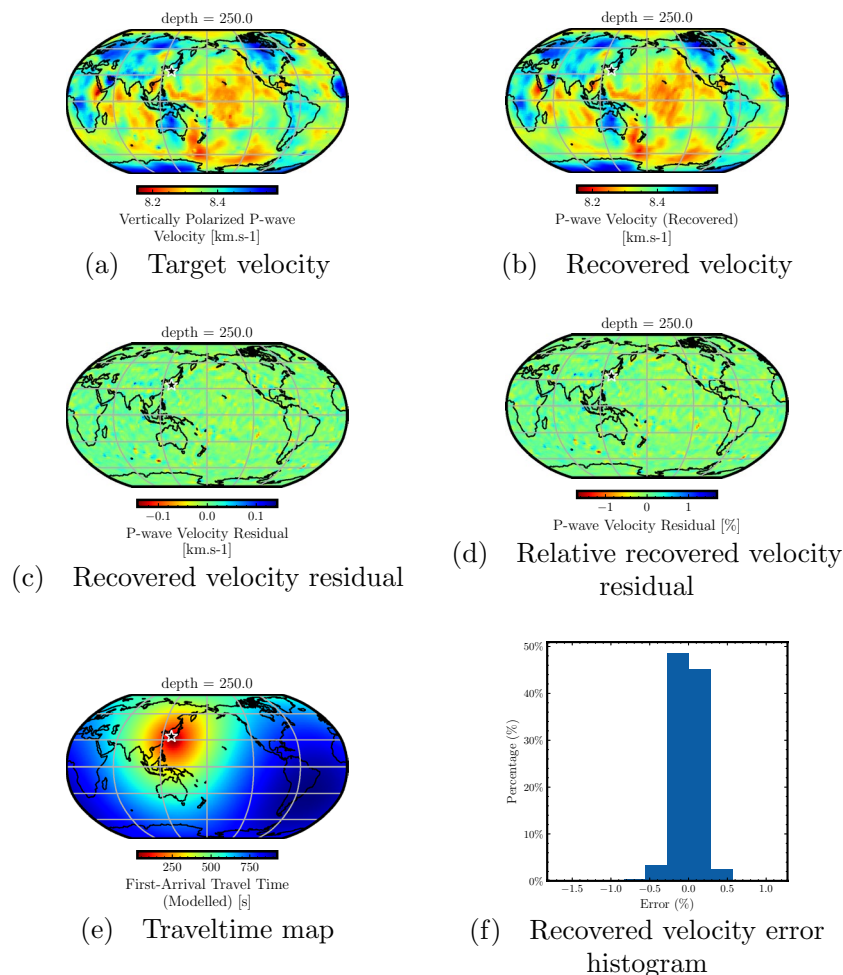 depth = 250.0
8.2 8.4
Vertically Polarized P-wave
Velocity [km.s-1]
(a) Target velocity
depth = 250.0
8.2 8.4
P-wave Velocity (Recovered)
[km.s-1]
(b) Recovered velocity
depth = 250.0
−0.1 0.0 0.1
P-wave Velocity Residual
[km.s-1]
(c) Recovered velocity residual
depth = 250.0
−1 0 1
P-wave Velocity Residual [%]
(d) Relative recovered velocity
residual
depth = 250.0
250 500 750
First-Arrival Travel Time
(Modelled) [s]
(e) Traveltime map
50%
40%
30%
20%
10%
0%
Percentage (%)
−1.5 −1.0 −0.5 0.0 0.5 1.0
Error (%)
(f) Recovered velocity error
histogram